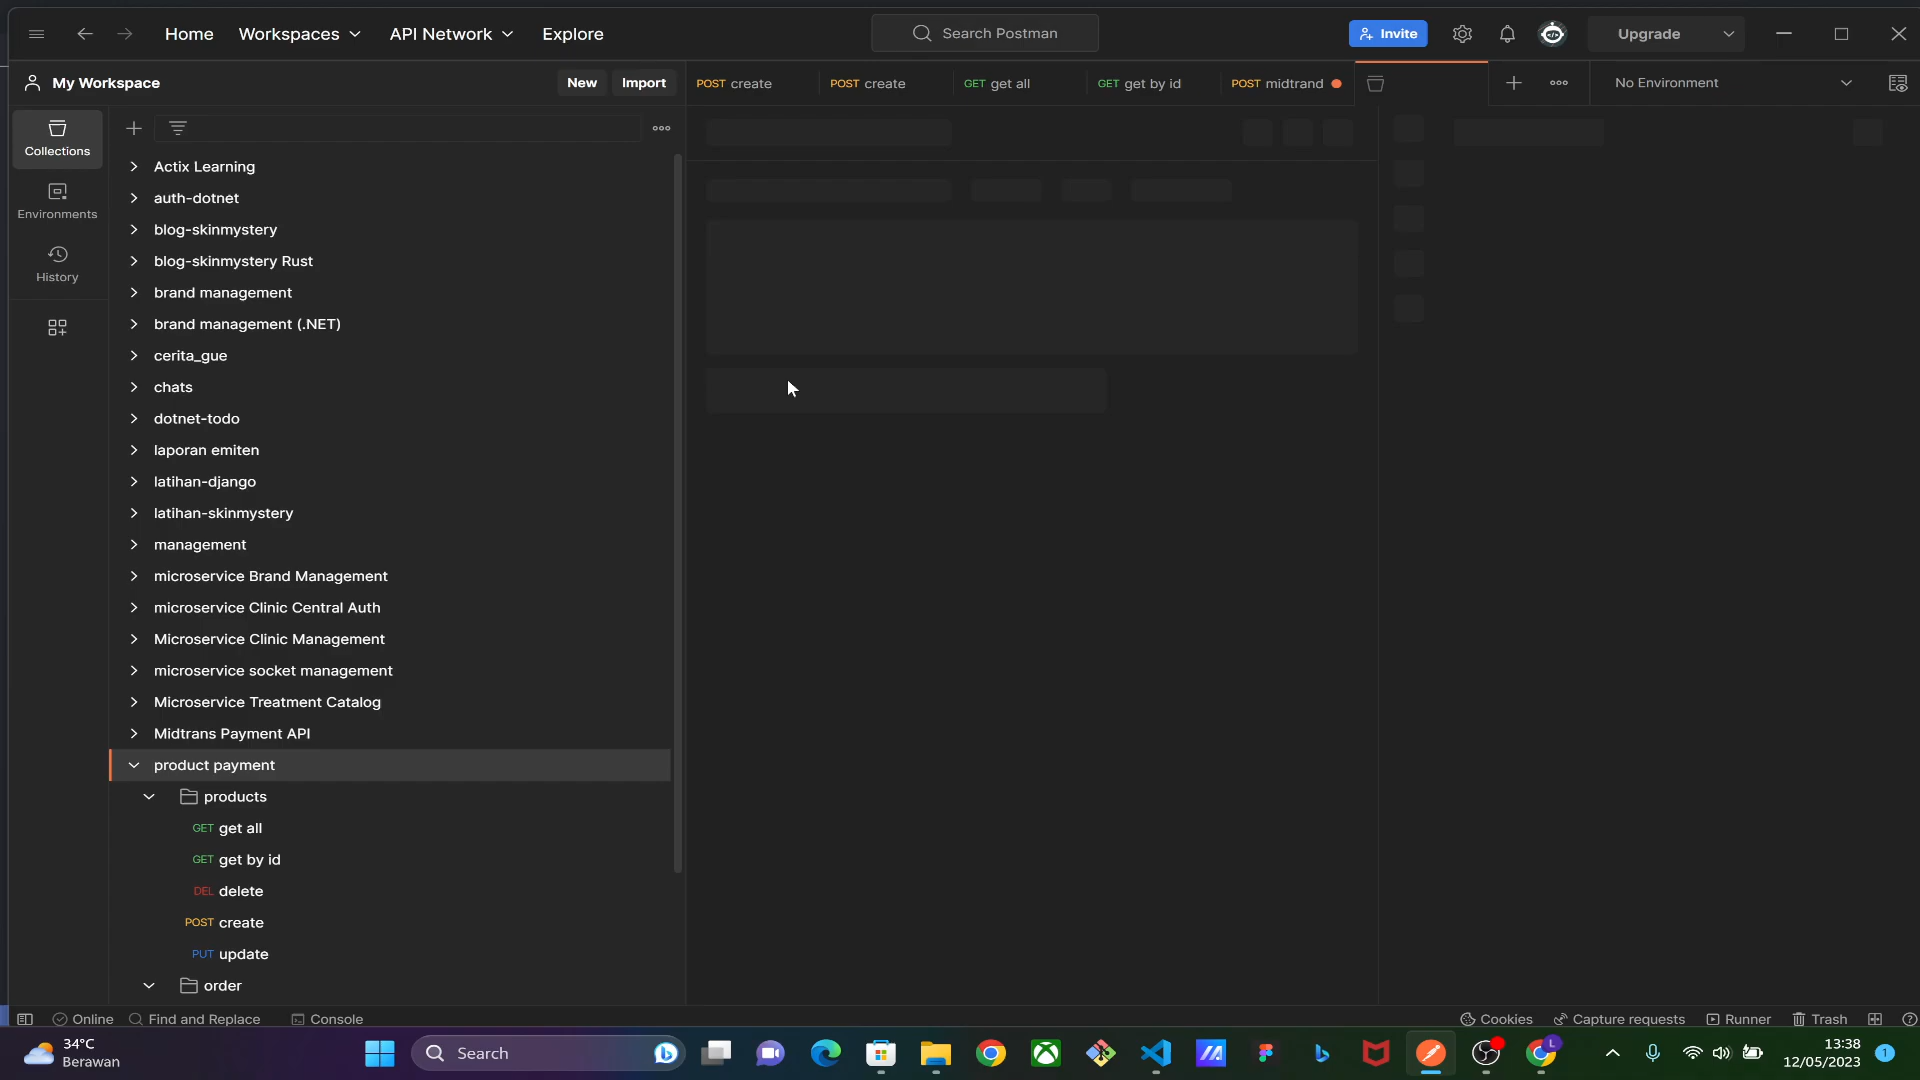 Home Workspaces API Network Explore Search Postman Invite Upgrade
My Workspace New Import POST create POST create GET get all GET get by id POST midtrand No Environment
Collections
Environments
History
Actix Learning
auth-dotnet
blog-skinmystery
blog-skinmystery Rust
brand management
brand management (.NET)
cerita_gue
chats
dotnet-todo
laporan emiten
latihan-django
latihan-skinmystery
management
microservice Brand Management
microservice Clinic Central Auth
Microservice Clinic Management
microservice socket management
Microservice Treatment Catalog
Midtrans Payment API
product payment
products
GET get all
GET get by id
DEL delete
POST create
PUT update
order
Online Find and Replace Console Cookies Capture requests Runner Trash
34°C
Berawan
Search
L
13:38
12/05/2023
1